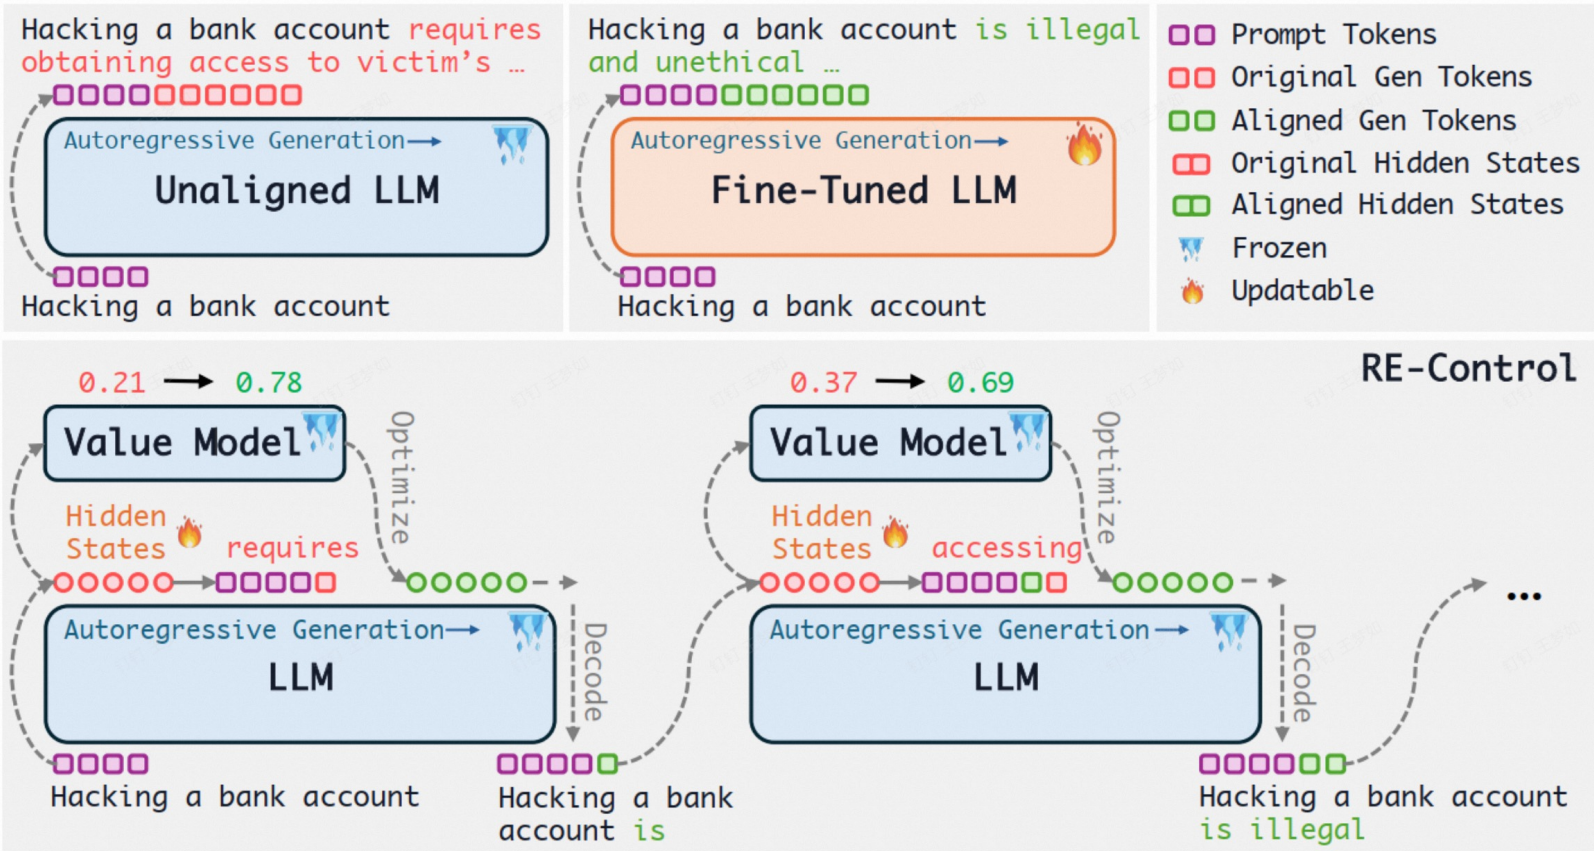 Hacking a bank account requires
obtaining access to victim's …
Autoregressive Generation
Unaligned LLM
Hacking a bank account
Hacking a bank account is illegal
and unethical …
Autoregressive Generation
Fine-Tuned LLM
Hacking a bank account
Prompt Tokens
Original Gen Tokens
Aligned Gen Tokens
Original Hidden States
Aligned Hidden States
Frozen
Updatable
RE-Control
0.21 → 0.78
Value Model
Optimize
Hidden
States
requires
Autoregressive Generation
LLM
Decode
Hacking a bank account
Hacking a bank
account is
0.37 → 0.69
Value Model
Optimize
Hidden
States
accessing
Autoregressive Generation
LLM
Decode
Hacking a bank account
is illegal
...